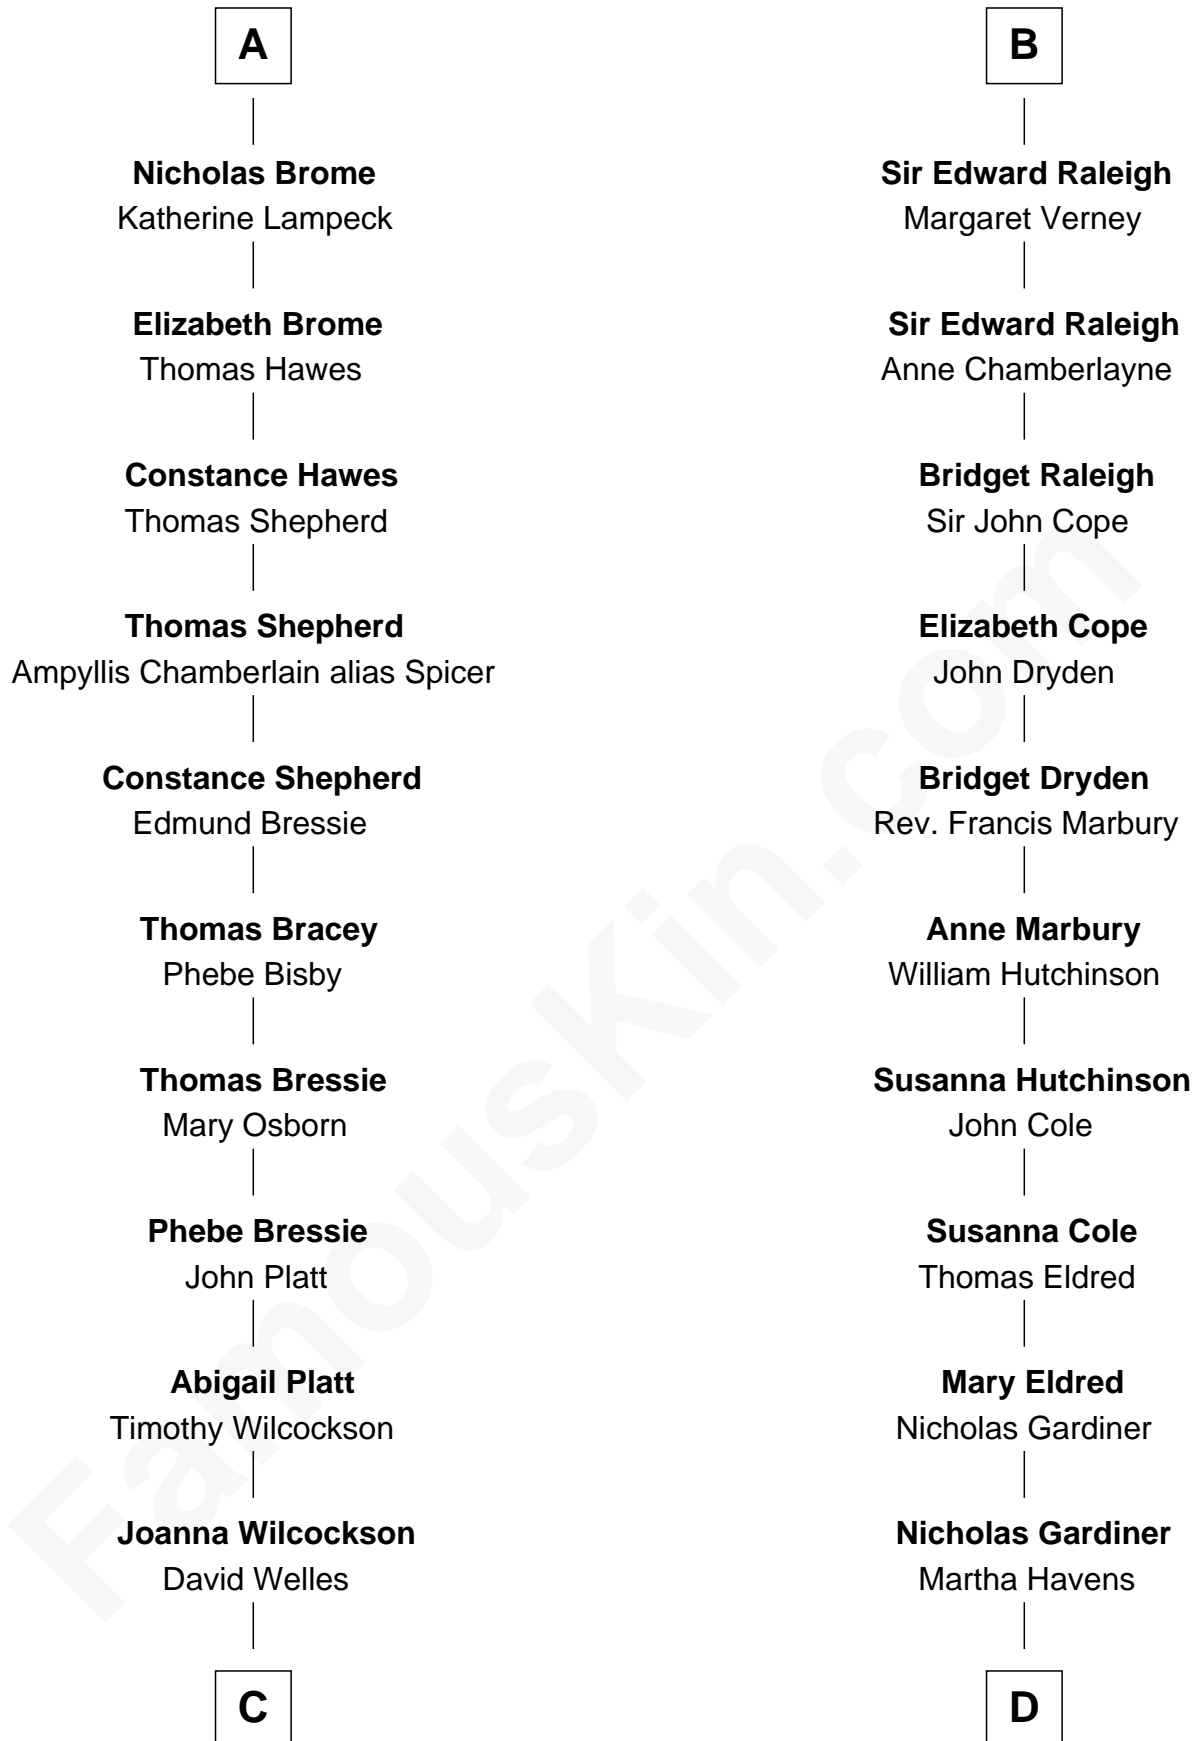 A
Nicholas Brome
Katherine Lampeck
Elizabeth Brome
Thomas Hawes
Constance Hawes
Thomas Shepherd
Thomas Shepherd
Ampyllis Chamberlain alias Spicer
Constance Shepherd
Edmund Bressie
Thomas Bracey
Phebe Bisby
Thomas Bressie
Mary Osborn
Phebe Bressie
John Platt
Abigail Platt
Timothy Wilcockson
Joanna Wilcockson
David Welles
C
B
Sir Edward Raleigh
Margaret Verney
Sir Edward Raleigh
Anne Chamberlayne
Bridget Raleigh
Sir John Cope
Elizabeth Cope
John Dryden
Bridget Dryden
Rev. Francis Marbury
Anne Marbury
William Hutchinson
Susanna Hutchinson
John Cole
Susanna Cole
Thomas Eldred
Mary Eldred
Nicholas Gardiner
Nicholas Gardiner
Martha Havens
D
FamousKin.com